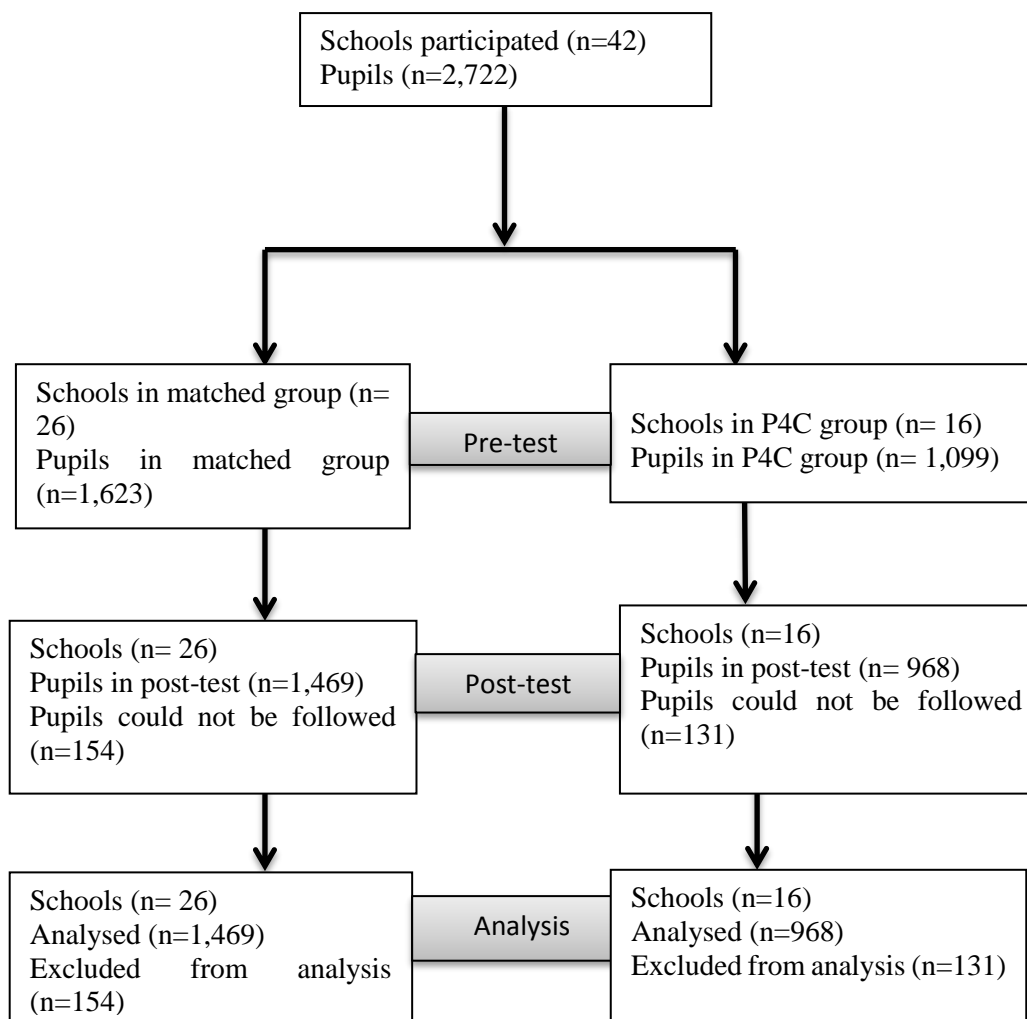 Schools participated (n=42)
Pupils (n=2,722)
Schools in matched group (n=
26)
Pupils in matched group
(n=1,623)
Pre-test
Schools in P4C group (n= 16)
Pupils in P4C group (n= 1,099)
Schools (n= 26)
Pupils in post-test (n=1,469)
Pupils could not be followed
(n=154)
Post-test
Schools (n=16)
Pupils in post-test (n= 968)
Pupils could not be followed
(n=131)
Schools (n= 26)
Analysed (n=1,469)
Excluded from analysis
(n=154)
Analysis
Schools (n=16)
Analysed (n=968)
Excluded from analysis (n=131)